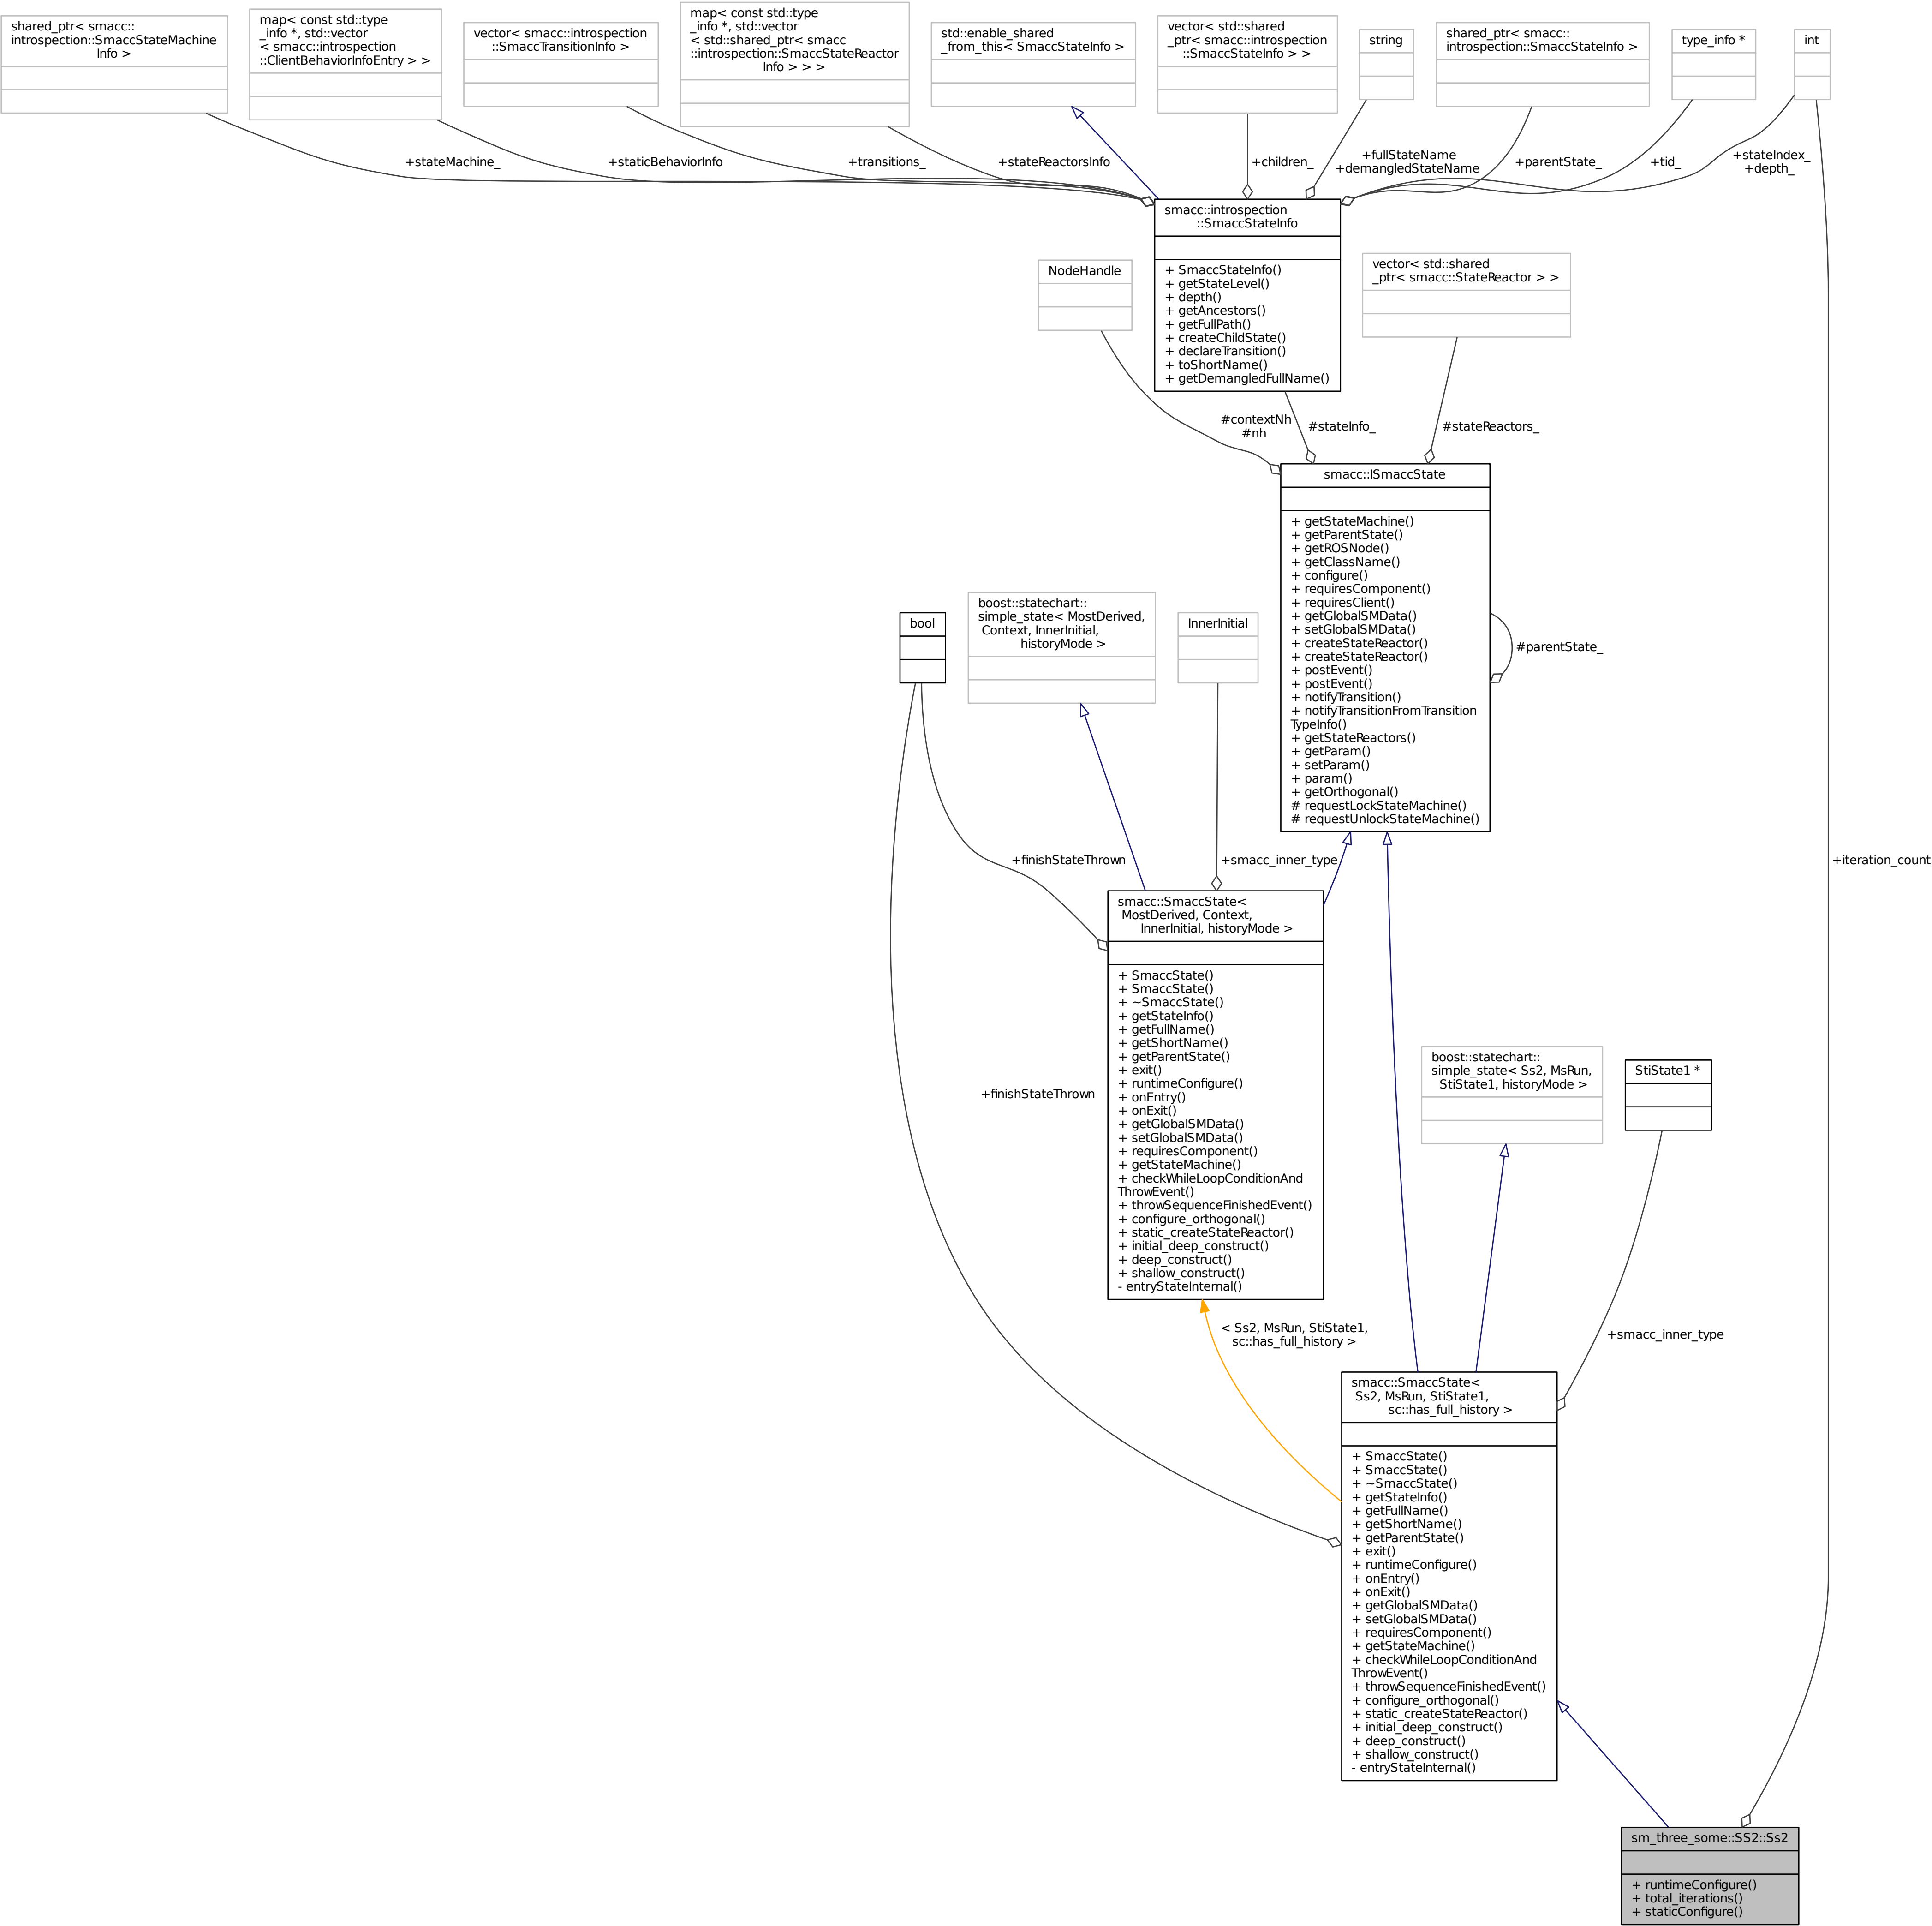 shared_ptr< smacc::
introspection::SmaccStateMachine
Info >
map< const std::type
_info *, std::vector
< smacc::introspection
::ClientBehaviorInfoEntry > >
vector< smacc::introspection
::SmaccTransitionInfo >
map< const std::type
_info *, std::vector
< std::shared_ptr< smacc
::introspection::SmaccStateReactor
Info > > >
std::enable_shared
_from_this< SmaccStateInfo >
vector< std::shared
_ptr< smacc::introspection
::SmaccStateInfo > >
string
shared_ptr< smacc::
introspection::SmaccStateInfo >
type_info *
int
+stateMachine_
+staticBehaviorInfo
+transitions_
+stateReactorsInfo
+children_
+fullStateName
+demangledStateName
+parentState_
+tid_
+stateIndex_
+depth_
smacc::introspection
::SmaccStateInfo
+ SmaccStateInfo()
+ getStateLevel()
+ depth()
+ getAncestors()
+ getFullPath()
+ createChildState()
+ declareTransition()
+ toShortName()
+ getDemangledFullName()
NodeHandle
vector< std::shared
_ptr< smacc::StateReactor > >
#contextNh
#nh
#stateInfo_
#stateReactors_
smacc::ISmaccState
+ getStateMachine()
+ getParentState()
+ getROSNode()
+ getClassName()
+ configure()
+ requiresComponent()
+ requiresClient()
+ getGlobalSMData()
+ setGlobalSMData()
+ createStateReactor()
+ createStateReactor()
+ postEvent()
+ postEvent()
+ notifyTransition()
+ notifyTransitionFromTransition
TypeInfo()
+ getStateReactors()
+ getParam()
+ setParam()
+ param()
+ getOrthogonal()
# requestLockStateMachine()
# requestUnlockStateMachine()
#parentState_
bool
boost::statechart::
simple_state< MostDerived,
Context, InnerInitial,
historyMode >
InnerInitial
+finishStateThrown
+smacc_inner_type
+iteration_count
smacc::SmaccState<
MostDerived, Context,
InnerInitial, historyMode >
+ SmaccState()
+ SmaccState()
+ ~SmaccState()
+ getStateInfo()
+ getFullName()
+ getShortName()
+ getParentState()
+ exit()
+ runtimeConfigure()
+ onEntry()
+ onExit()
+ getGlobalSMData()
+ setGlobalSMData()
+ requiresComponent()
+ getStateMachine()
+ checkWhileLoopConditionAnd
ThrowEvent()
+ throwSequenceFinishedEvent()
+ configure_orthogonal()
+ static_createStateReactor()
+ initial_deep_construct()
+ deep_construct()
+ shallow_construct()
- entryStateInternal()
+finishStateThrown
boost::statechart::
simple_state< Ss2, MsRun,
StiState1, historyMode >
StiState1 *
< Ss2, MsRun, StiState1,
sc::has_full_history >
+smacc_inner_type
smacc::SmaccState<
Ss2, MsRun, StiState1,
sc::has_full_history >
+ SmaccState()
+ SmaccState()
+ ~SmaccState()
+ getStateInfo()
+ getFullName()
+ getShortName()
+ getParentState()
+ exit()
+ runtimeConfigure()
+ onEntry()
+ onExit()
+ getGlobalSMData()
+ setGlobalSMData()
+ requiresComponent()
+ getStateMachine()
+ checkWhileLoopConditionAnd
ThrowEvent()
+ throwSequenceFinishedEvent()
+ configure_orthogonal()
+ static_createStateReactor()
+ initial_deep_construct()
+ deep_construct()
+ shallow_construct()
- entryStateInternal()
sm_three_some::SS2::Ss2
+ runtimeConfigure()
+ total_iterations()
+ staticConfigure()